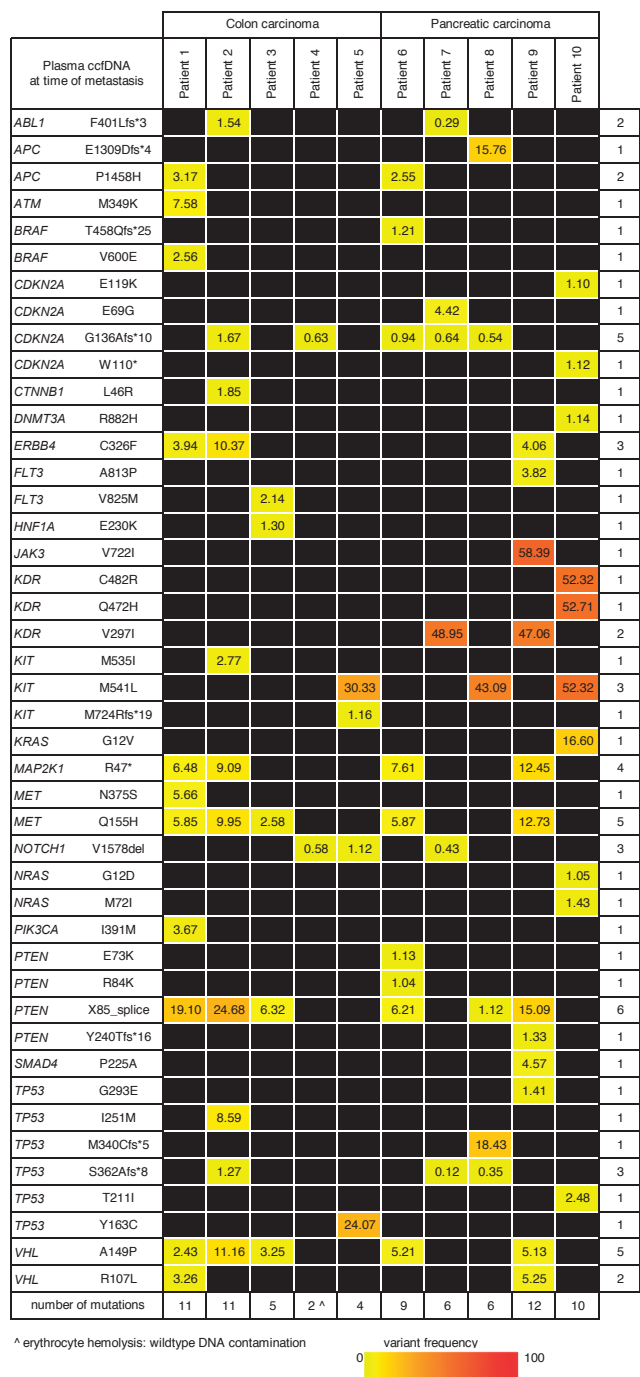 Colon carcinoma Pancreatic carcinoma
Plasma ccfDNA at time of metastasis Patient 1 Patient 2 Patient 3 Patient 4 Patient 5 Patient 6 Patient 7 Patient 8 Patient 9 Patient 10
ABL1 F401Lfs*3 1.54 0.29 2
APC E1309Dfs*4 15.76 1
APC P1458H 3.17 2.55 2
ATM M349K 7.58 1
BRAF T458Qfs*25 1.21 1
BRAF V600E 2.56 1
CDKN2A E119K 1.10 1
CDKN2A E69G 4.42 1
CDKN2A G136Afs*10 1.67 0.63 0.94 0.64 0.54 5
CDKN2A W110* 1.12 1
CTNNB1 L46R 1.85 1
DNMT3A R882H 1.14 1
ERBB4 C326F 3.94 10.37 4.06 3
FLT3 A813P 3.82 1
FLT3 V825M 2.14 1
HNF1A E230K 1.30 1
JAK3 V722I 58.39 1
KDR C482R 52.32 1
KDR Q472H 52.71 1
KDR V297I 48.95 47.06 2
KIT M535I 2.77 1
KIT M541L 30.33 43.09 52.32 3
KIT M724Rfs*19 1.16 1
KRAS G12V 16.60 1
MAP2K1 R47* 6.48 9.09 7.61 12.45 4
MET N375S 5.66 1
MET Q155H 5.85 9.95 2.58 5.87 12.73 5
NOTCH1 V1578del 0.58 1.12 0.43 3
NRAS G12D 1.05 1
NRAS M72I 1.43 1
PIK3CA I391M 3.67 1
PTEN E73K 1.13 1
PTEN R84K 1.04 1
PTEN X85_splice 19.10 24.68 6.32 6.21 1.12 15.09 6
PTEN Y240Tfs*16 1.33 1
SMAD4 P225A 4.57 1
TP53 G293E 1.41 1
TP53 I251M 8.59 1
TP53 M340Cfs*5 18.43 1
TP53 S362Afs*8 1.27 0.12 0.35 3
TP53 T211I 2.48 1
TP53 Y163C 24.07 1
VHL A149P 2.43 11.16 3.25 5.21 5.13 5
VHL R107L 3.26 5.25 2
number of mutations 11 11 5 2 ^ 4 9 6 6 12 10
^ erythrocyte hemolysis: wildtype DNA contamination variant frequency
0 100